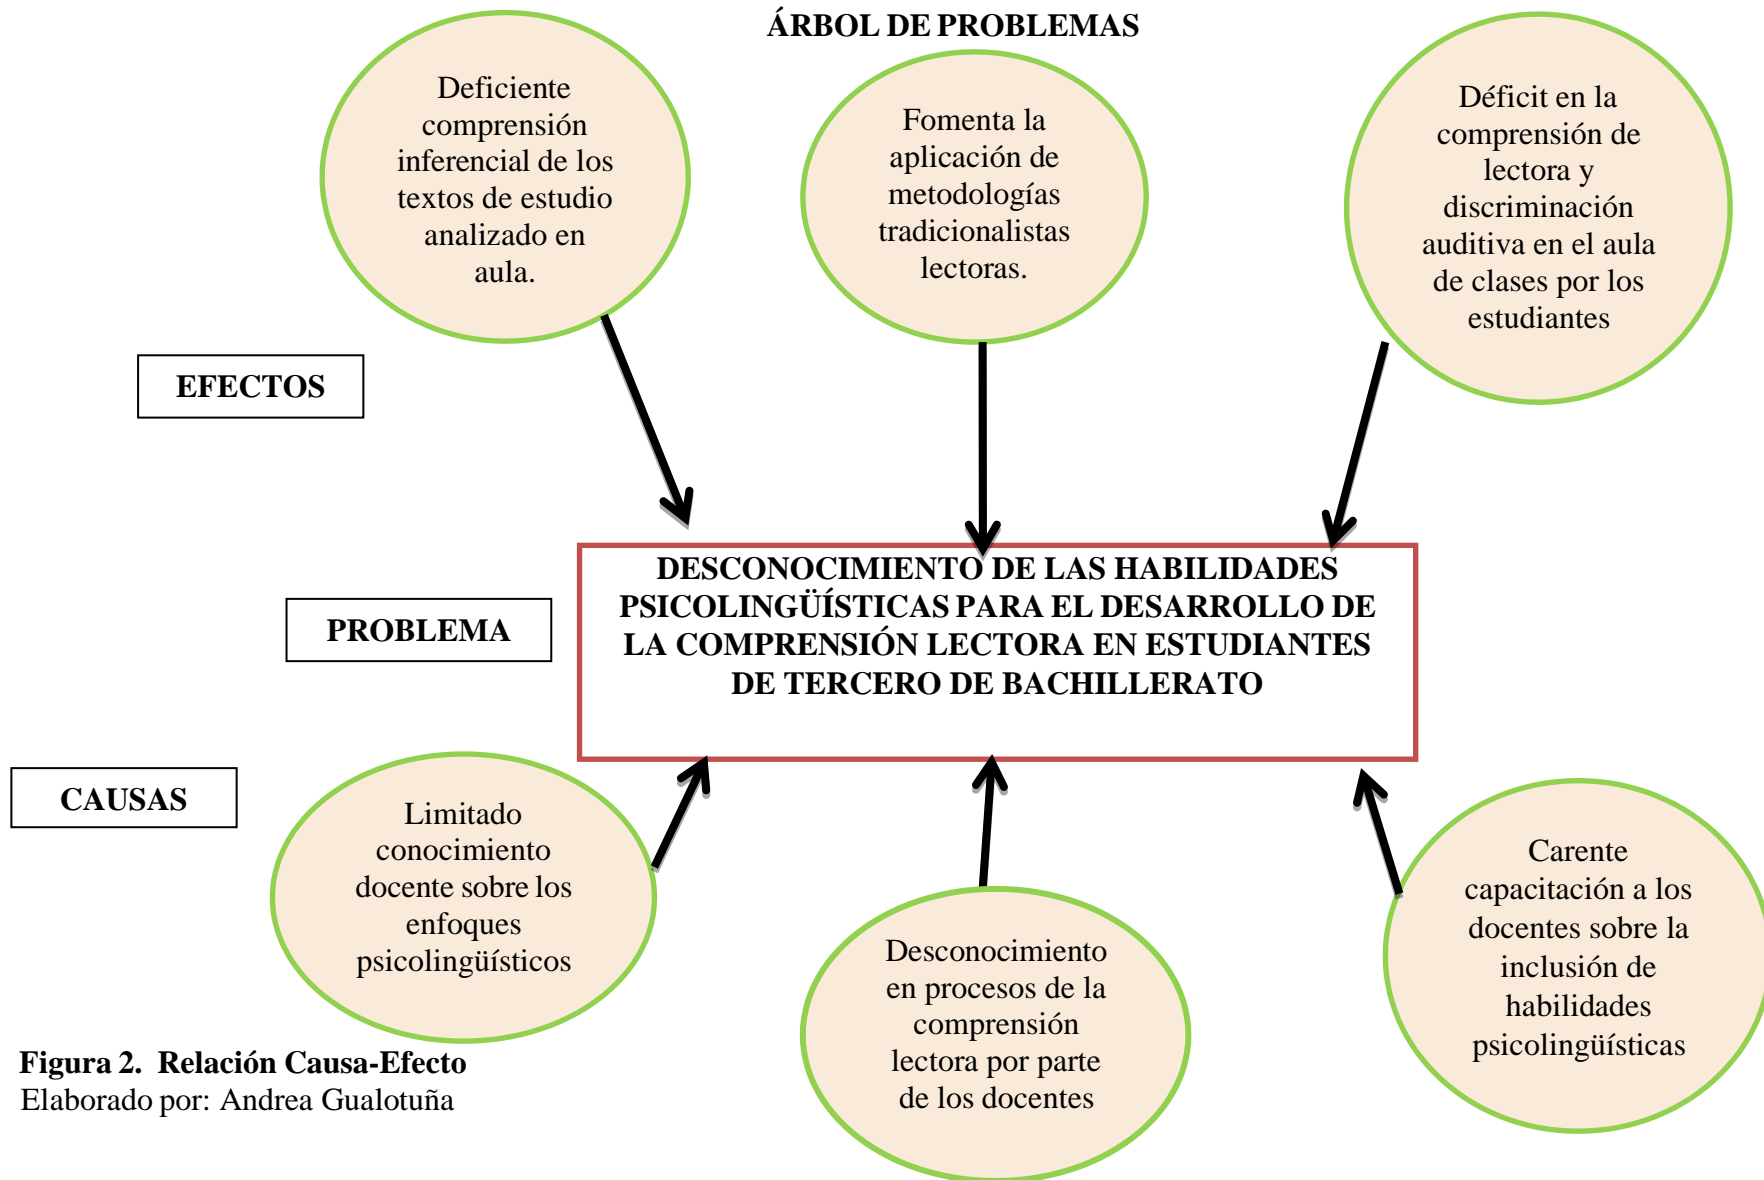 ÁRBOL DE PROBLEMAS
Deficiente
comprensión
inferencial de los
textos de estudio
analizado en
aula.
Fomenta la
aplicación de
metodologías
tradicionalistas
lectoras.
Déficit en la
comprensión de
lectora y
discriminación
auditiva en el aula
de clases por los
estudiantes
EFECTOS
PROBLEMA
DESCONOCIMIENTO DE LAS HABILIDADES
PSICOLINGÜÍSTICAS PARA EL DESARROLLO DE
LA COMPRENSIÓN LECTORA EN ESTUDIANTES
DE TERCERO DE BACHILLERATO
CAUSAS
Limitado
conocimiento
docente sobre los
enfoques
psicolingüísticos
Desconocimiento
en procesos de la
comprensión
lectora por parte
de los docentes
Carente
capacitación a los
docentes sobre la
inclusión de
habilidades
psicolingüísticas
Figura 2. Relación Causa-Efecto
Elaborado por: Andrea Gualotuña